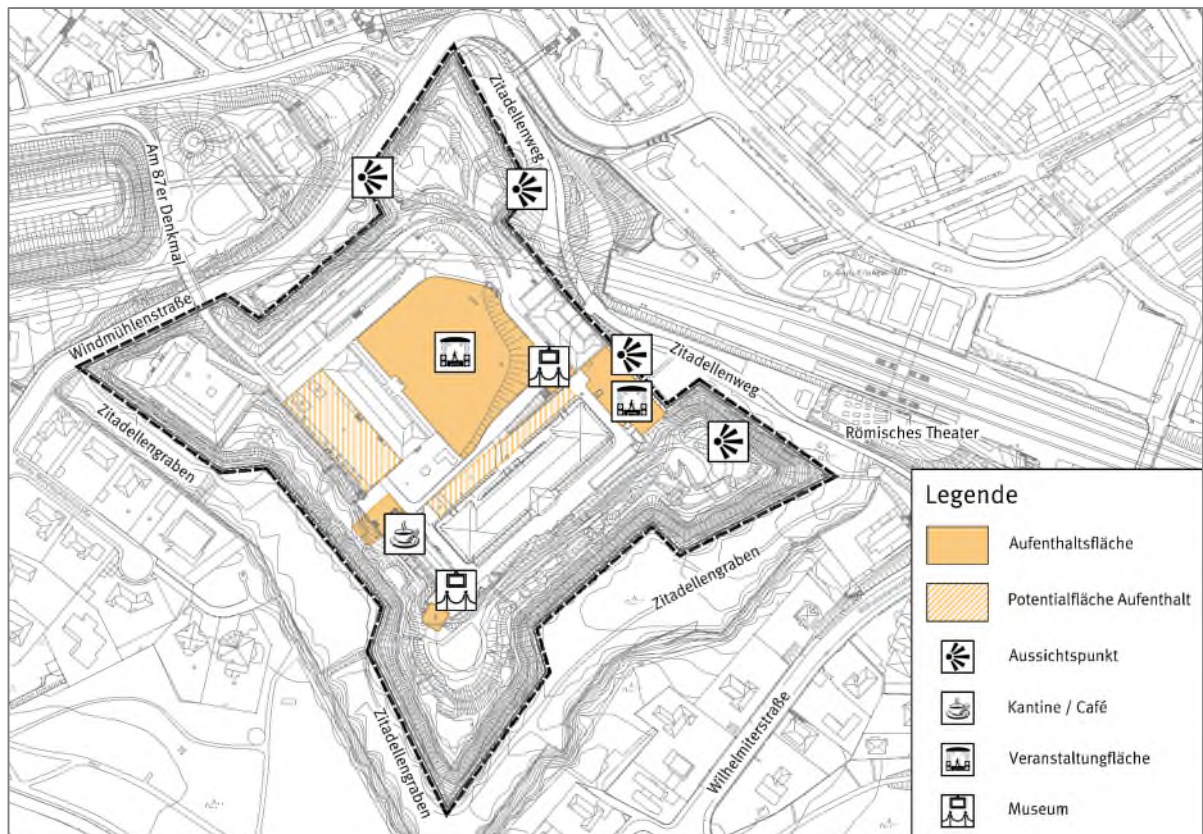 Zitadellenweg
Am 87er Denkmal
Windmühlenstraße
Zitadellenweg
Zitadellengraben
Römisches Theater
Zitadellengraben
Zitadellengraben
Wilhelmiterstraße
Legende
Aufenthaltsfläche
Potentialfläche Aufenthalt
Aussichtspunkt
Kantine / Café
Veranstaltungfläche
Museum